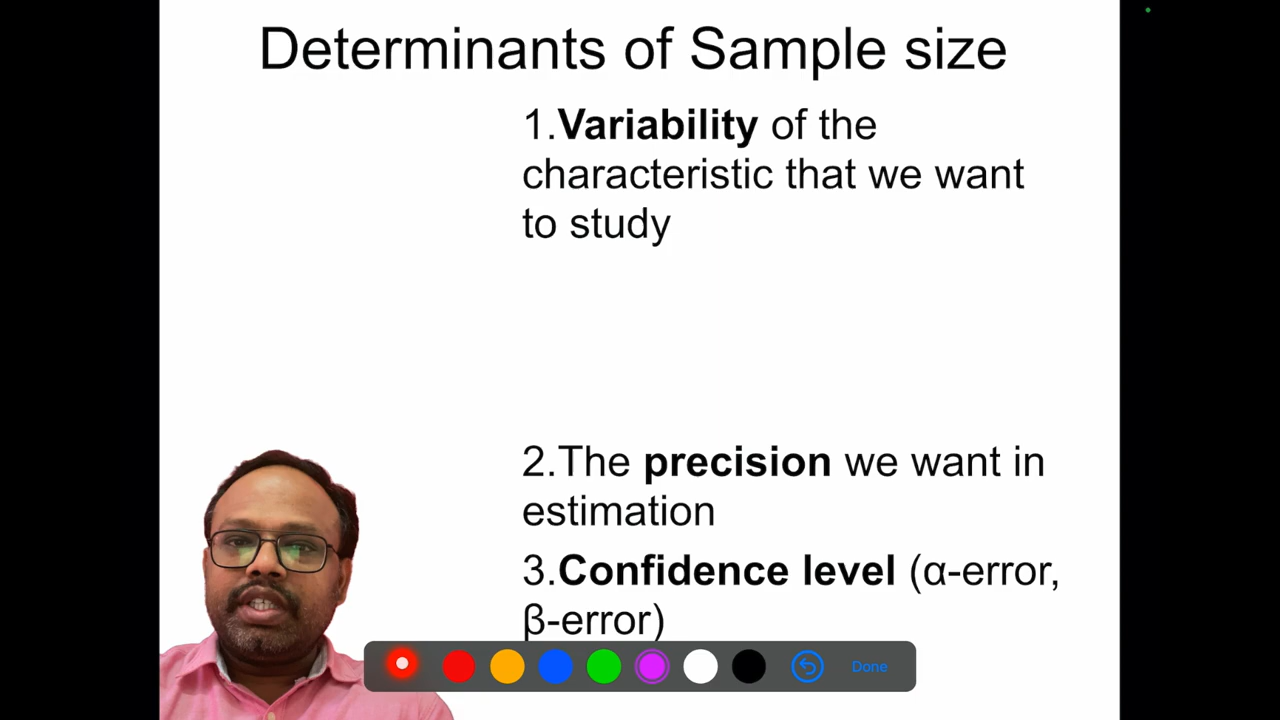 Determinants of Sample size
1.Variability of the
characteristic that we want
to study
2.The precision we want in
estimation
3.Confidence level (α-error,
β-error)
Done